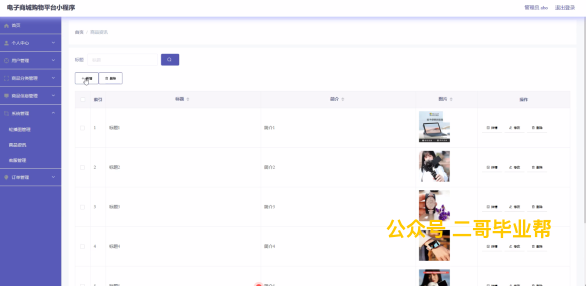 电子商城购物平台小程序
管理员 abo 退出登录
首页
首页 / 商品资讯
个人中心
标题
用户管理
商品分类管理
新增 删除
商品信息管理
索引 标题 简介 图片 操作
系统管理
1 标题1 简介1 详情 修改 删除
轮播图管理
商品资讯
客服管理
2 标题2 简介2 详情 修改 删除
订单管理
3 标题3 简介3 详情 修改 删除
公众号 二哥毕业帮
4 标题4 简介4 详情 修改 删除